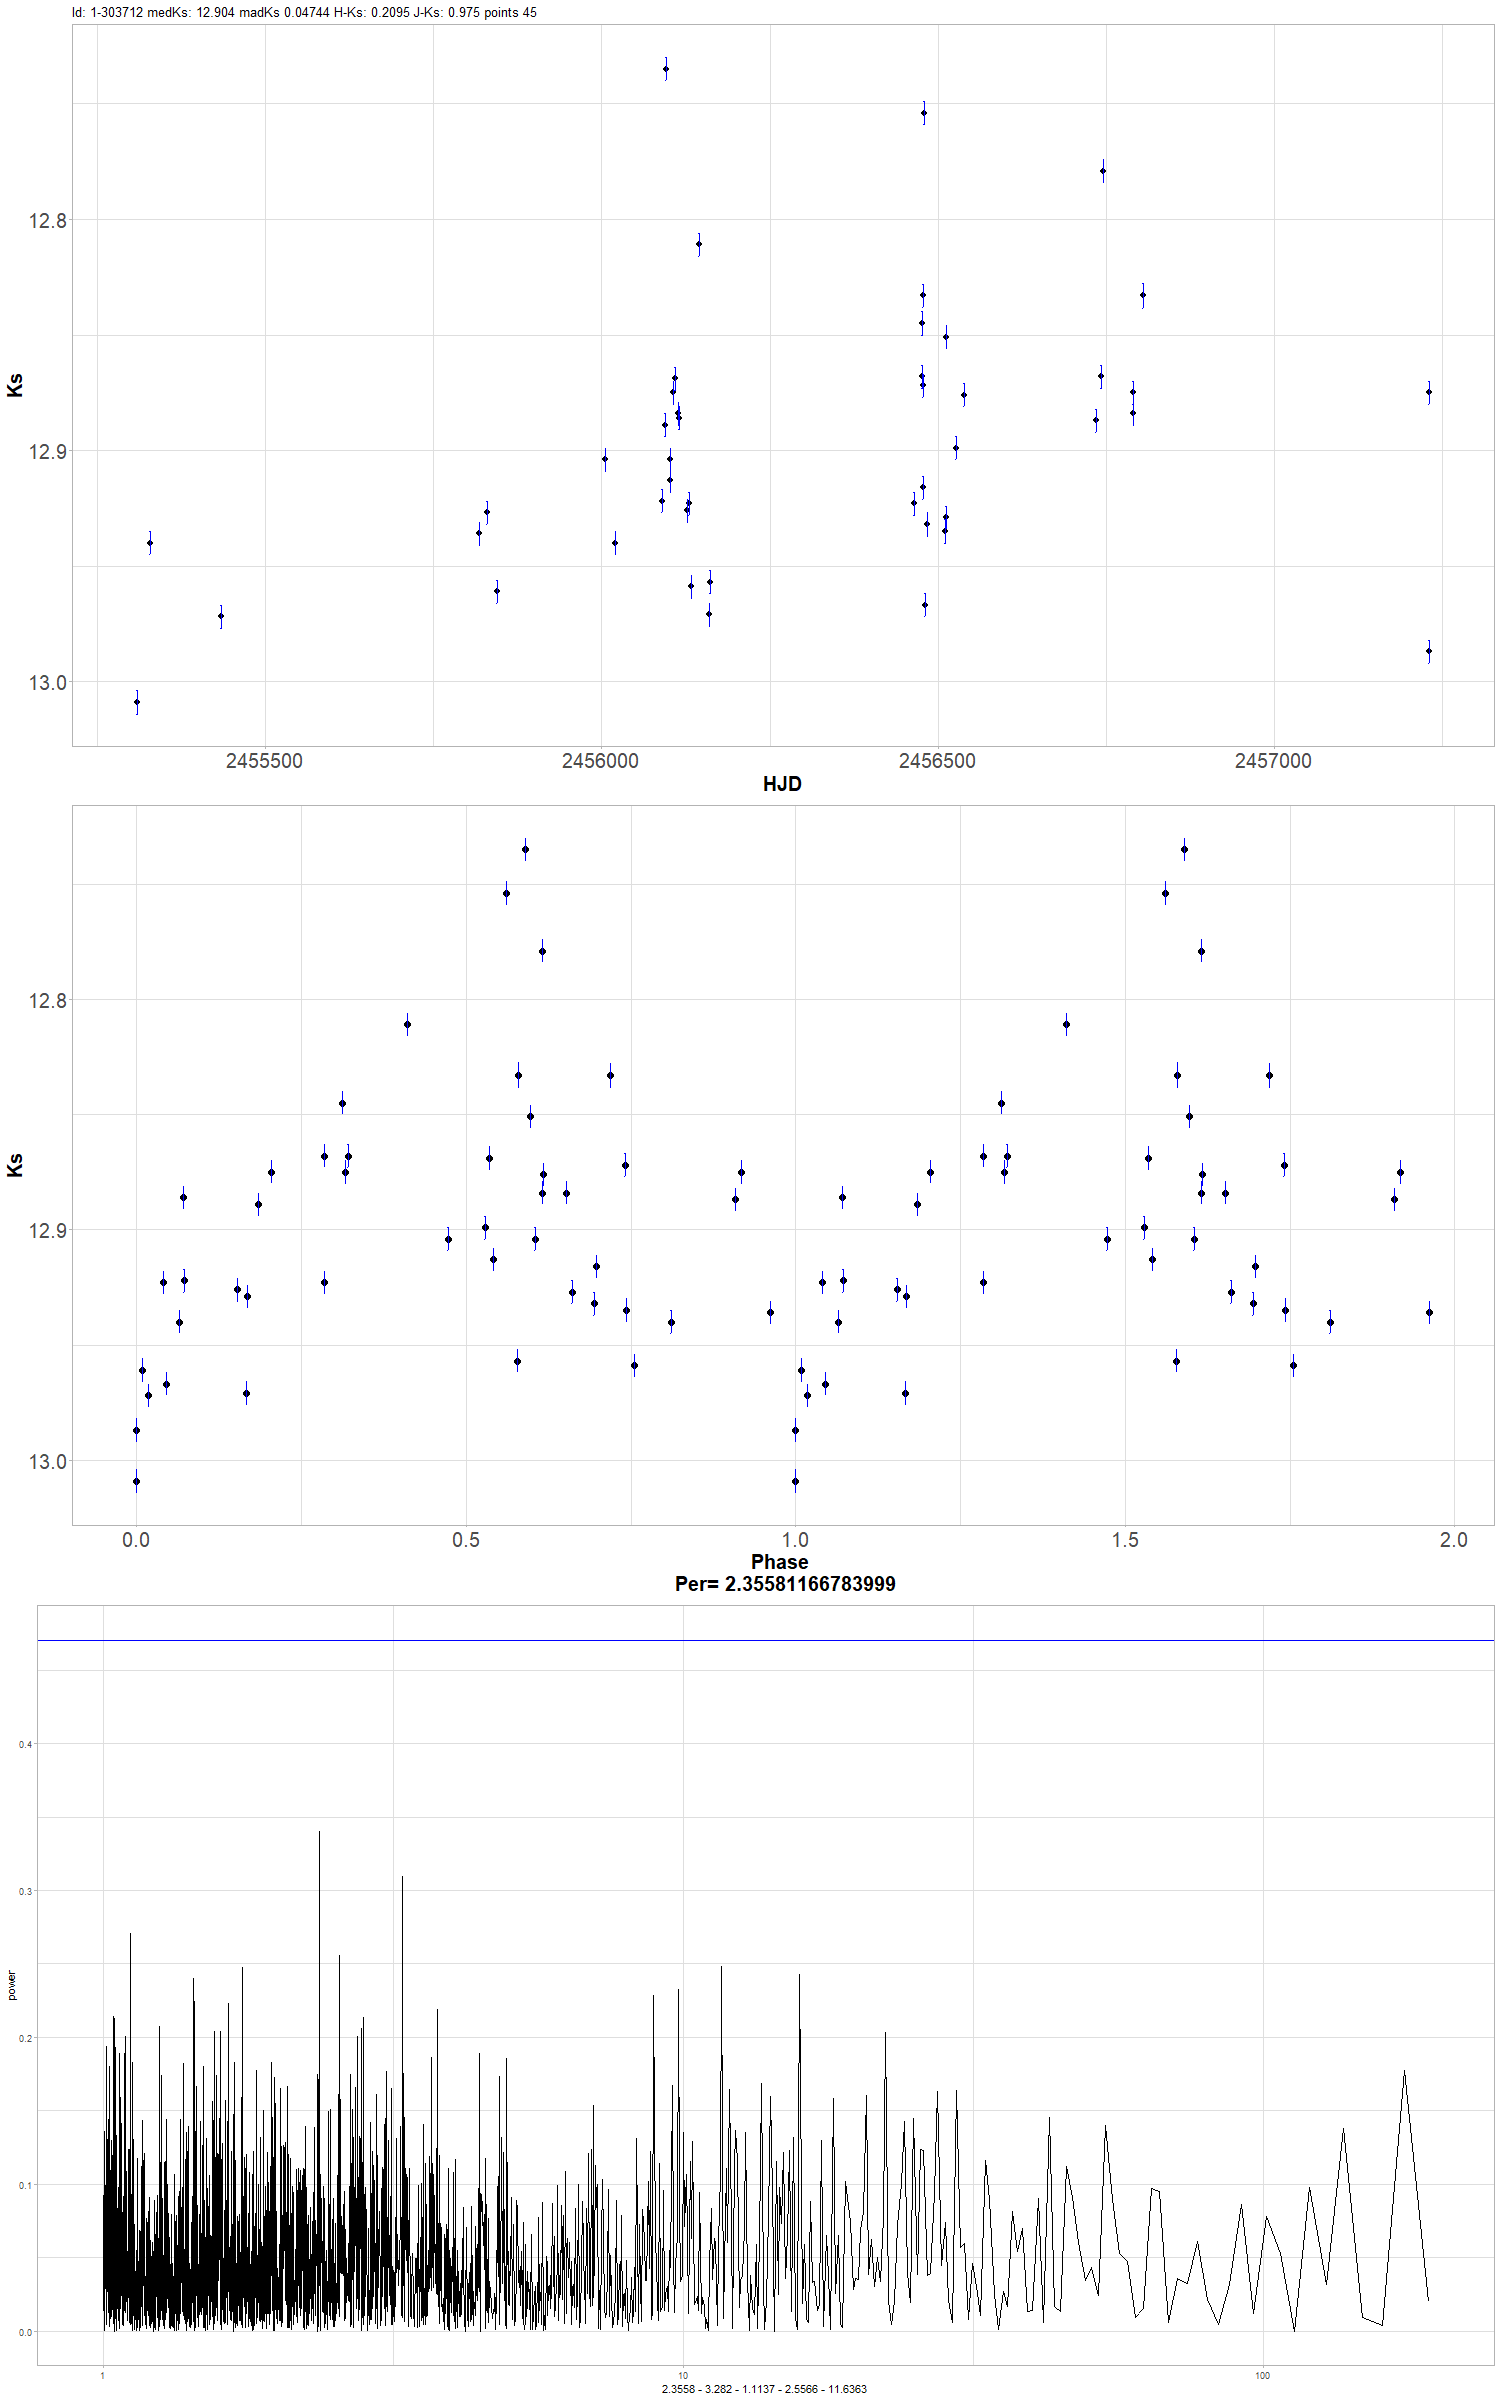 Id: 1-303712 medKs: 12.904 madKs 0.04744 H-Ks: 0.2095 J-Ks: 0.975 points 45
12.8
12.9
13.0
Ks
2455500 2456000 2456500 2457000
HJD
12.8
12.9
13.0
Ks
0.0 0.5 1.0 1.5 2.0
Phase
Per= 2.35581166783999
0.4
0.3
0.2
0.1
0.0
power
1 10 100
2.3558 - 3.282 - 1.1137 - 2.5566 - 11.6363